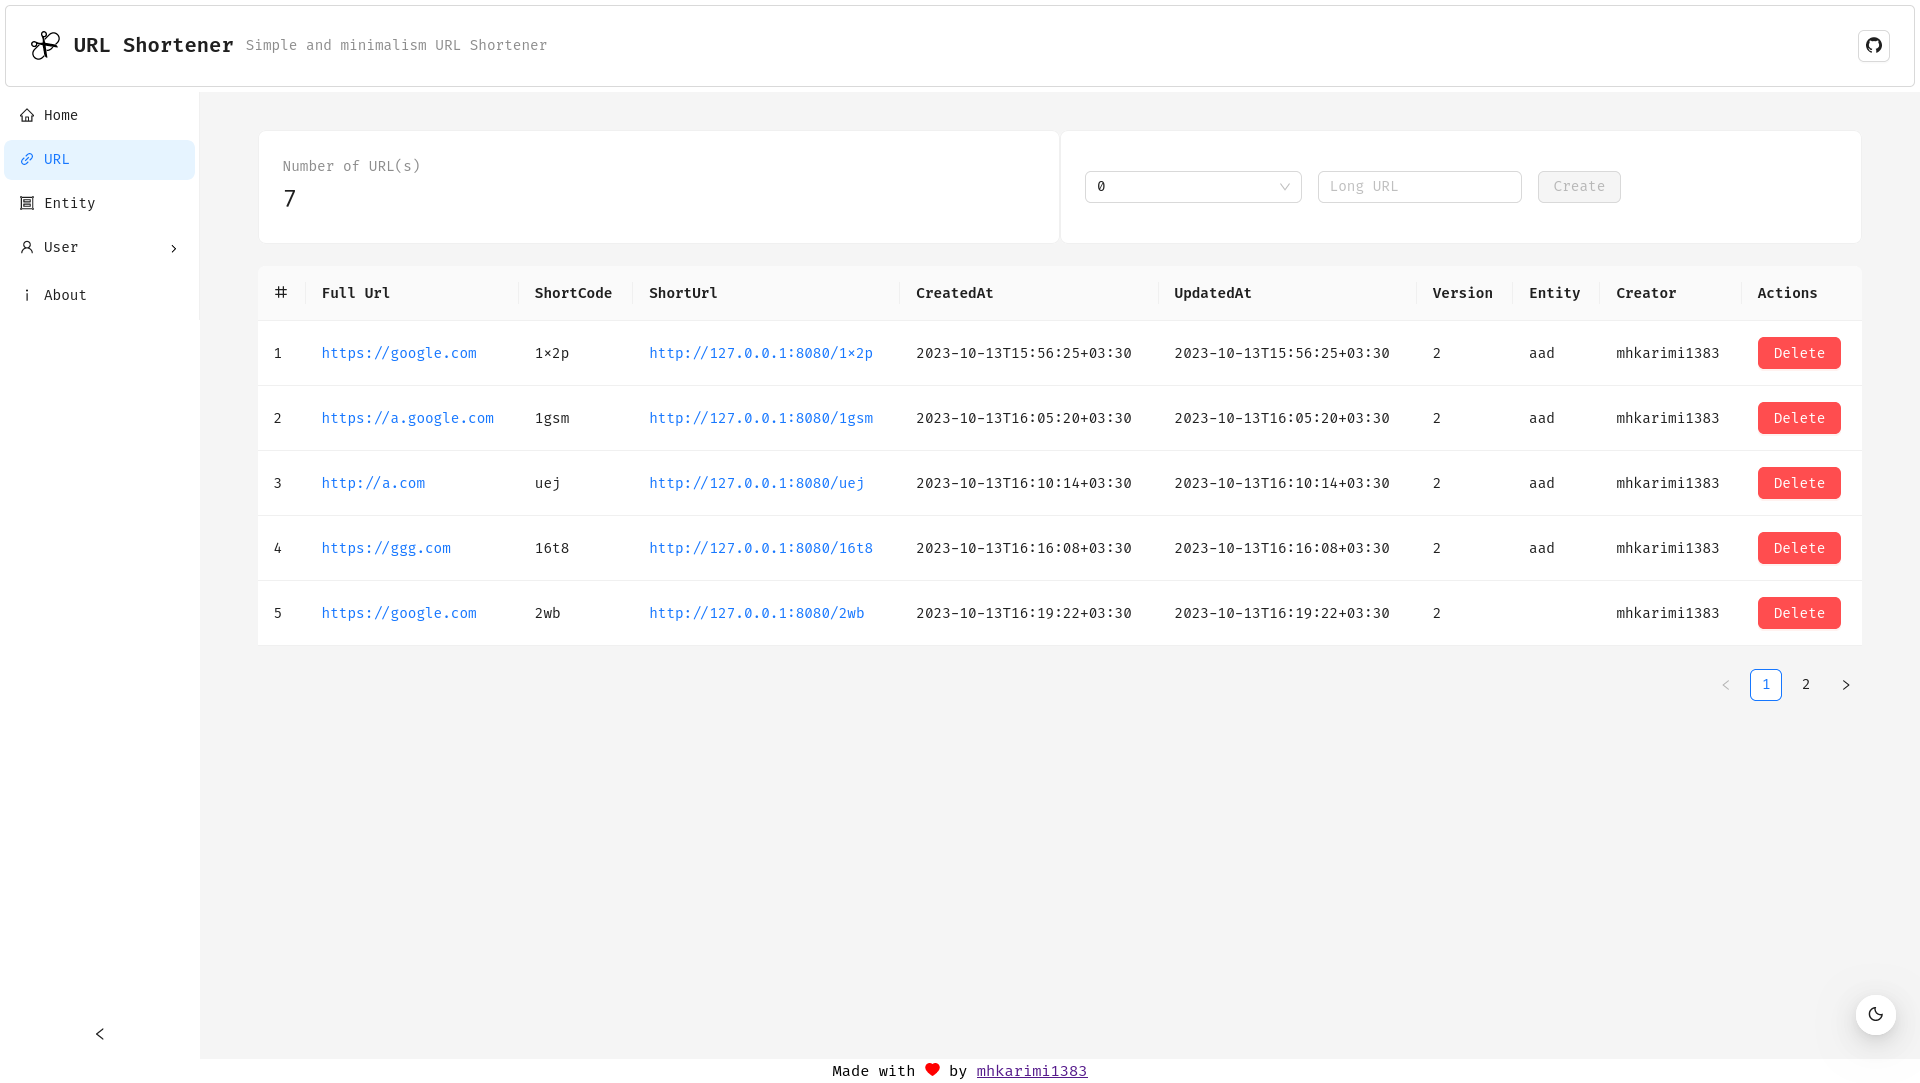 URL Shortener Simple and minimalism URL Shortener
Home
URL
Entity
User
About
Number of URL(s)
7
0 Long URL Create
# Full Url ShortCode ShortUrl CreatedAt UpdatedAt Version Entity Creator Actions
1 https://google.com 1x2p http://127.0.0.1:8080/1x2p 2023-10-13T15:56:25+03:30 2023-10-13T15:56:25+03:30 2 aad mhkarimi1383 Delete
2 https://a.google.com 1gsm http://127.0.0.1:8080/1gsm 2023-10-13T16:05:20+03:30 2023-10-13T16:05:20+03:30 2 aad mhkarimi1383 Delete
3 http://a.com uej http://127.0.0.1:8080/uej 2023-10-13T16:10:14+03:30 2023-10-13T16:10:14+03:30 2 aad mhkarimi1383 Delete
4 https://ggg.com 16t8 http://127.0.0.1:8080/16t8 2023-10-13T16:16:08+03:30 2023-10-13T16:16:08+03:30 2 aad mhkarimi1383 Delete
5 https://google.com 2wb http://127.0.0.1:8080/2wb 2023-10-13T16:19:22+03:30 2023-10-13T16:19:22+03:30 2 mhkarimi1383 Delete
1 2
Made with ❤ by mhkarimi1383